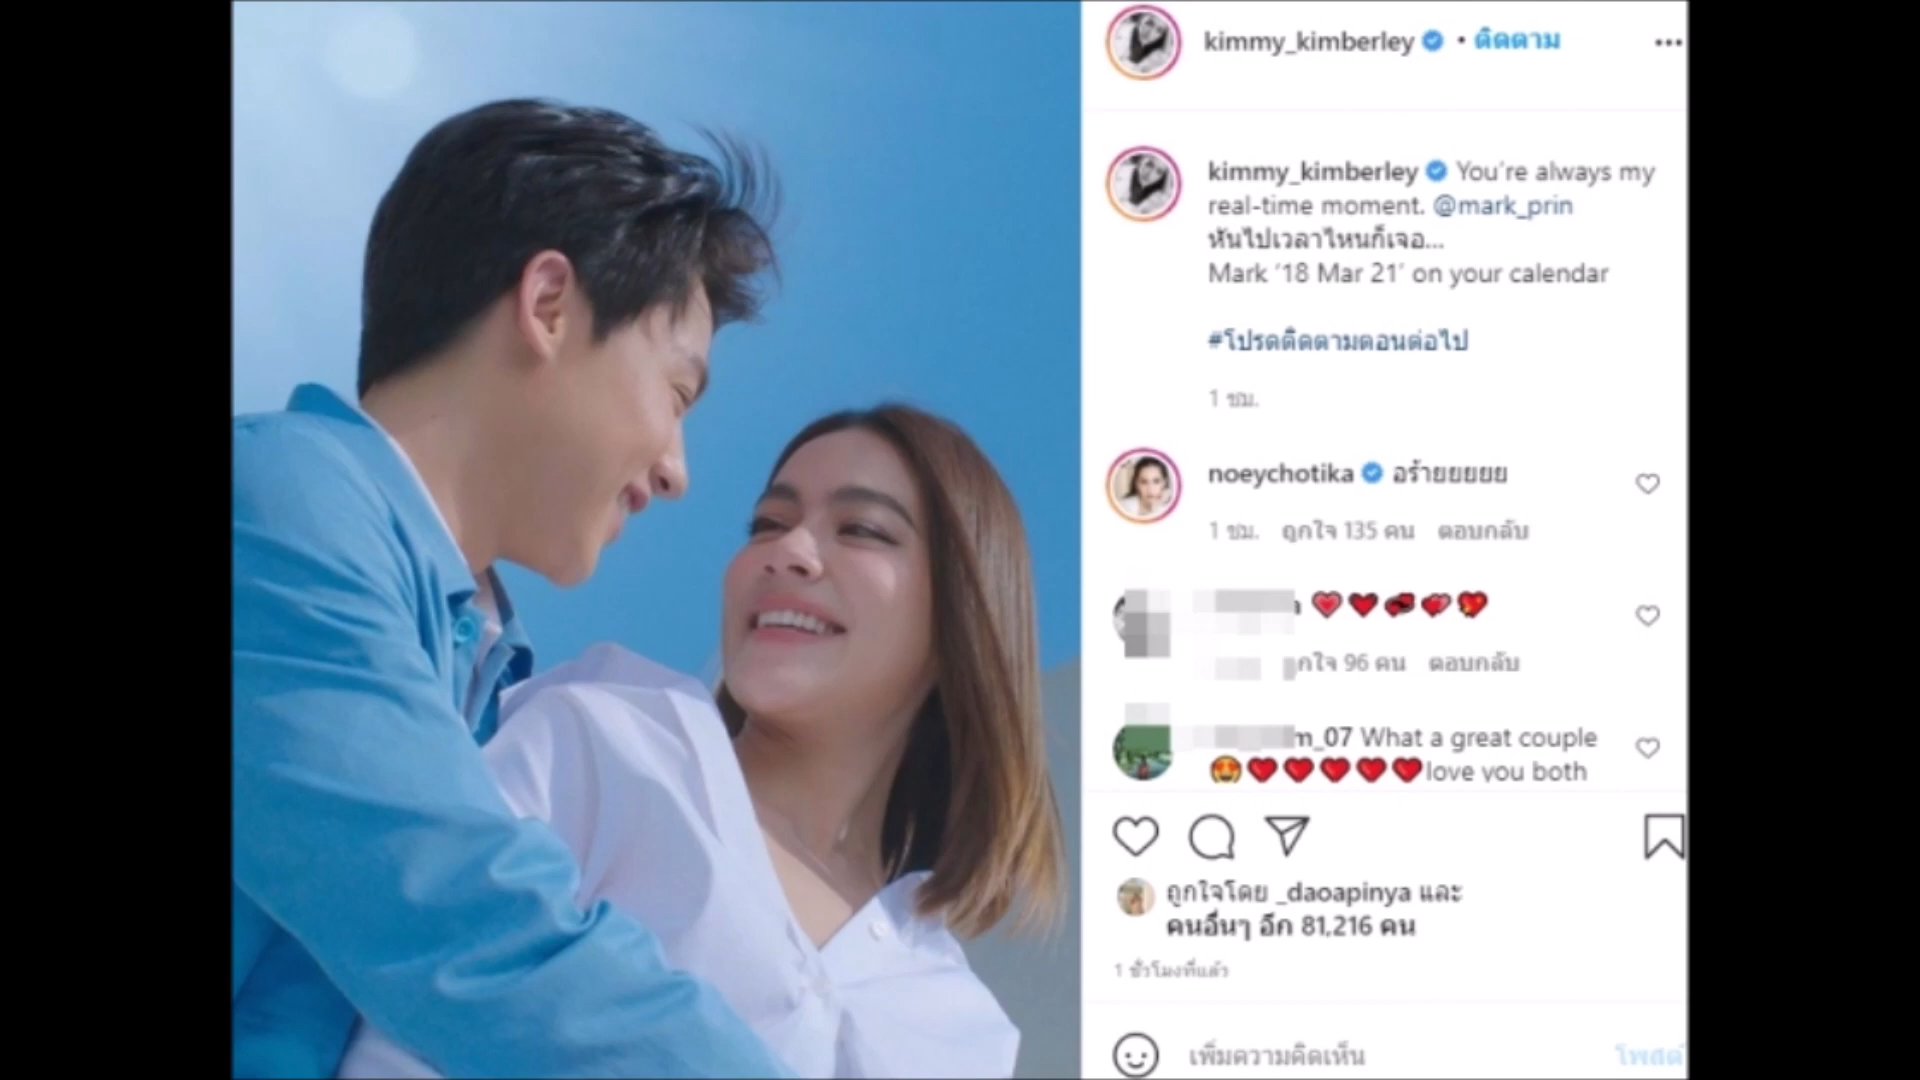 kimmy_kimberley • ติดตาม
kimmy_kimberley You're always my
real-time moment. @mark_prin
หันไปเวลาไหนก็เจอ...
Mark '18 Mar 21' on your calendar
#โปรดติดตามตอนต่อไป
1 ชม.
noeychotika อร๊ายยยยย
1 ชม. ถูกใจ 135 คน ตอบกลับ
96 คน ตอบกลับ
m_07 What a great couple
love you both
ถูกใจโดย _daoapinya และ
คนอื่นๆ อีก 81,216 คน
1 ชั่วโมงที่แล้ว
เพิ่มความคิดเห็น โพสต์